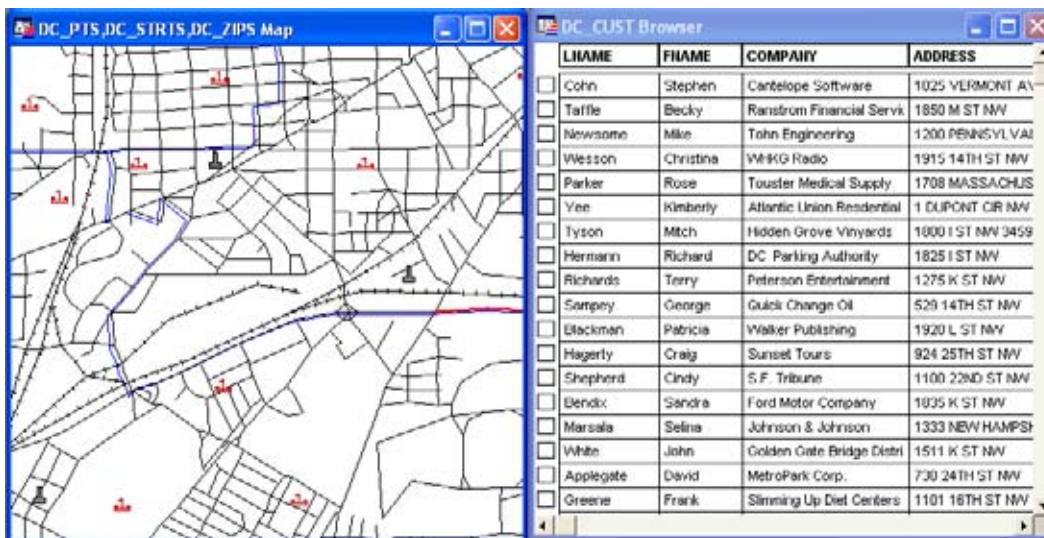 DC_PTS,DC_STRTS,DC_ZIPS Map
DC_CUST Browser
LNAME FNAME COMPANY ADDRESS
Cohn Stephen Cantelope Software 1025 VERMONT AV
Taffle Becky Ranstrom Financial Servic 1850 M ST NW
Newsome Mike Tohn Engineering 1200 PENNSYLVAI
Wesson Christina WHKG Radio 1915 14TH ST NW
Parker Rose Touster Medical Supply 1708 MASSACHUS
Yee Kimberly Atlantic Union Residential 1 DUPONT CIR NW
Tyson Mitch Hidden Grove Vinyards 1800 I ST NW 3459
Hermann Richard DC Parking Authority 1825 I ST NW
Richards Terry Peterson Entertainment 1275 K ST NW
Sampey George Quick Change Oil 529 14TH ST NW
Blackman Patricia Walker Publishing 1920 L ST NW
Hagerty Craig Sunset Tours 924 25TH ST NW
Shepherd Cindy S.F. Tribune 1100 22ND ST NW
Bendix Sandra Ford Motor Company 1835 K ST NW
Marsala Selina Johnson & Johnson 1333 NEW HAMPSH
White John Golden Gate Bridge Distri 1511 K ST NW
Applegate David MetroPark Corp. 730 24TH ST NW
Greene Frank Slimming Up Diet Centers 1101 16TH ST NW